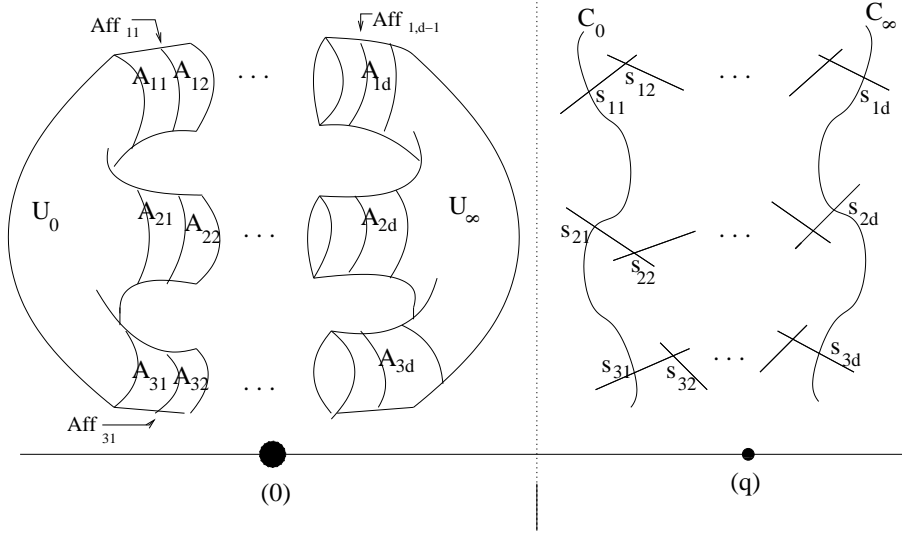 Aff 11
Aff 1,d−1
C0
C∞
A11 A12 . . . A1d
s11 s12 . . . s1d
U0 A21 A22 . . . A2d U∞
s21 s22 . . . s2d
A31 A32 . . . A3d
s31 s32 . . . s3d
Aff 31
(0)
(q)